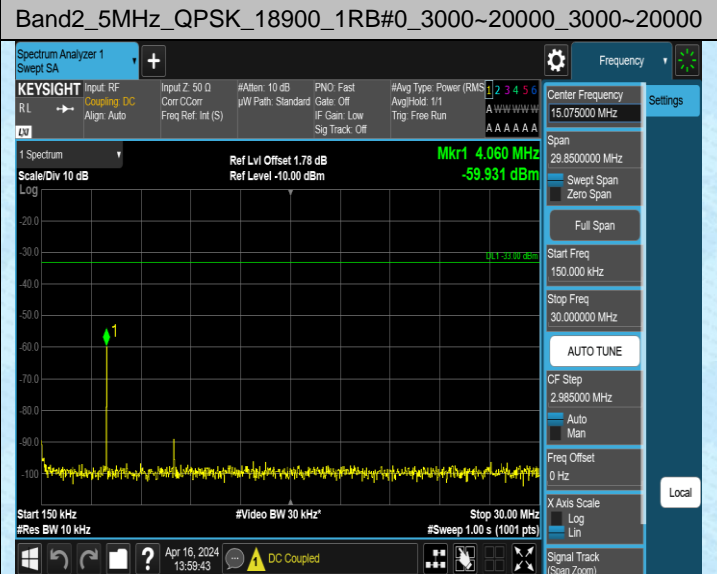 Band2_5MHz_QPSK_18900_1RB#0_3000~20000_3000~20000
Spectrum Analyzer 1
Swept SA
+
Frequency
KEYSIGHT
RL
LXI
Input: RF
Coupling: DC
Align: Auto
Input Z: 50 Ω
Corr CCorr
Freq Ref: Int (S)
#Atten: 10 dB
µW Path: Standard
PNO: Fast
Gate: Off
IF Gain: Low
Sig Track: Off
#Avg Type: Power (RMS
Avg|Hold: 1/1
Trig: Free Run
1 2 3 4 5 6
A W W W W W
A A A A A A
Center Frequency
15.075000 MHz
Settings
Span
29.8500000 MHz
Swept Span
Zero Span
Full Span
Start Freq
150.000 kHz
Stop Freq
30.000000 MHz
AUTO TUNE
CF Step
2.985000 MHz
Auto
Man
Freq Offset
0 Hz
X Axis Scale
Log
Lin
Signal Track
(Span Zoom)
Local
1 Spectrum
Scale/Div 10 dB
Ref Lvl Offset 1.78 dB
Ref Level -10.00 dBm
Mkr1 4.060 MHz
-59.931 dBm
Log
-20.0
-30.0
DL1 -33.00 dBm
-40.0
-50.0
1
-60.0
-70.0
-80.0
-90.0
-100
Start 150 kHz
#Res BW 10 kHz
#Video BW 30 kHz*
Stop 30.00 MHz
#Sweep 1.00 s (1001 pts)
?
Apr 16, 2024
13:59:43
1
DC Coupled